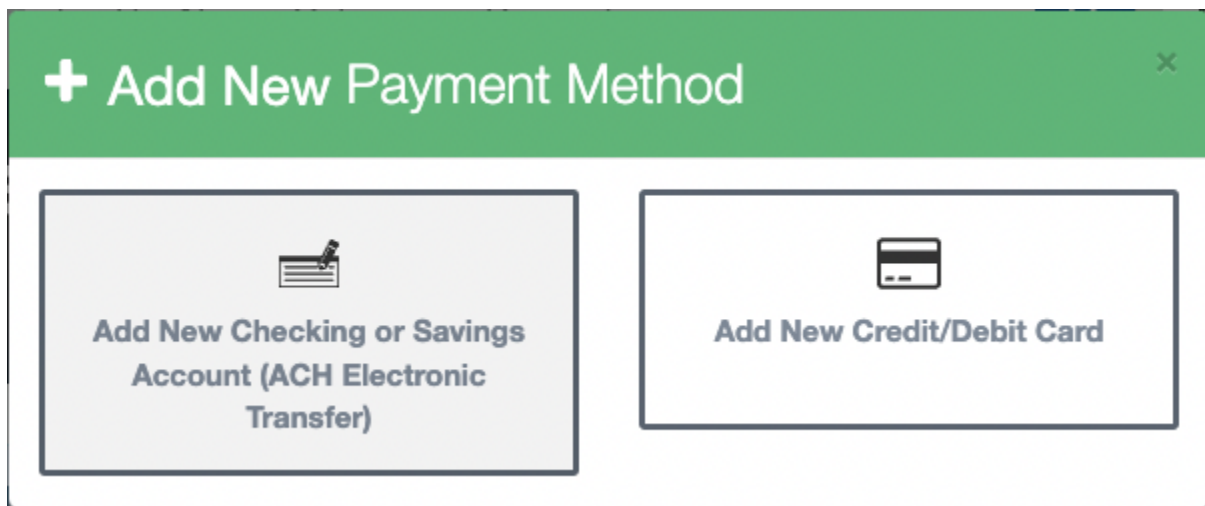 Add New Payment Method
×
Add New Checking or Savings
Account (ACH Electronic
Transfer)
Add New Credit/Debit Card